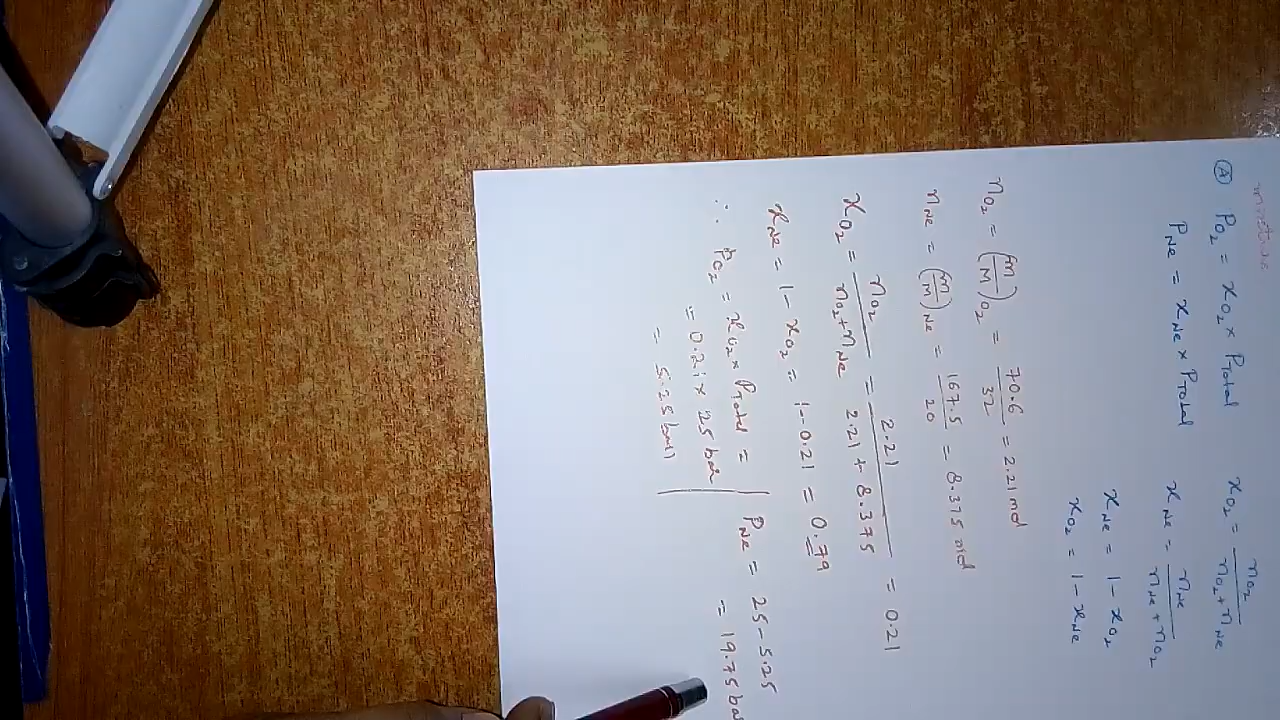 Ⓐ P_O₂ = x_O₂ × P_Total    x_O₂ = n_O₂ / (n_O₂ + n_Ne)
P_Ne = x_Ne × P_Total    x_Ne = n_Ne / (n_Ne + n_O₂)
x_Ne = 1 - x_O₂
x_O₂ = 1 - x_Ne
n_O₂ = (m/M)_O₂ = 70.6/32 = 2.21 mol
n_Ne = (m/M)_Ne = 167.5/20 = 8.375 mol
x_O₂ = n_O₂ / (n_O₂ + n_Ne) = 2.21 / (2.21 + 8.375) = 0.21
x_Ne = 1 - x_O₂ = 1 - 0.21 = 0.79
∴ p_O₂ = x_O₂ × P_Total =
= 0.21 × 25 bar
= 5.25 bar
P_Ne = 25 - 5.25
= 19.75 bar